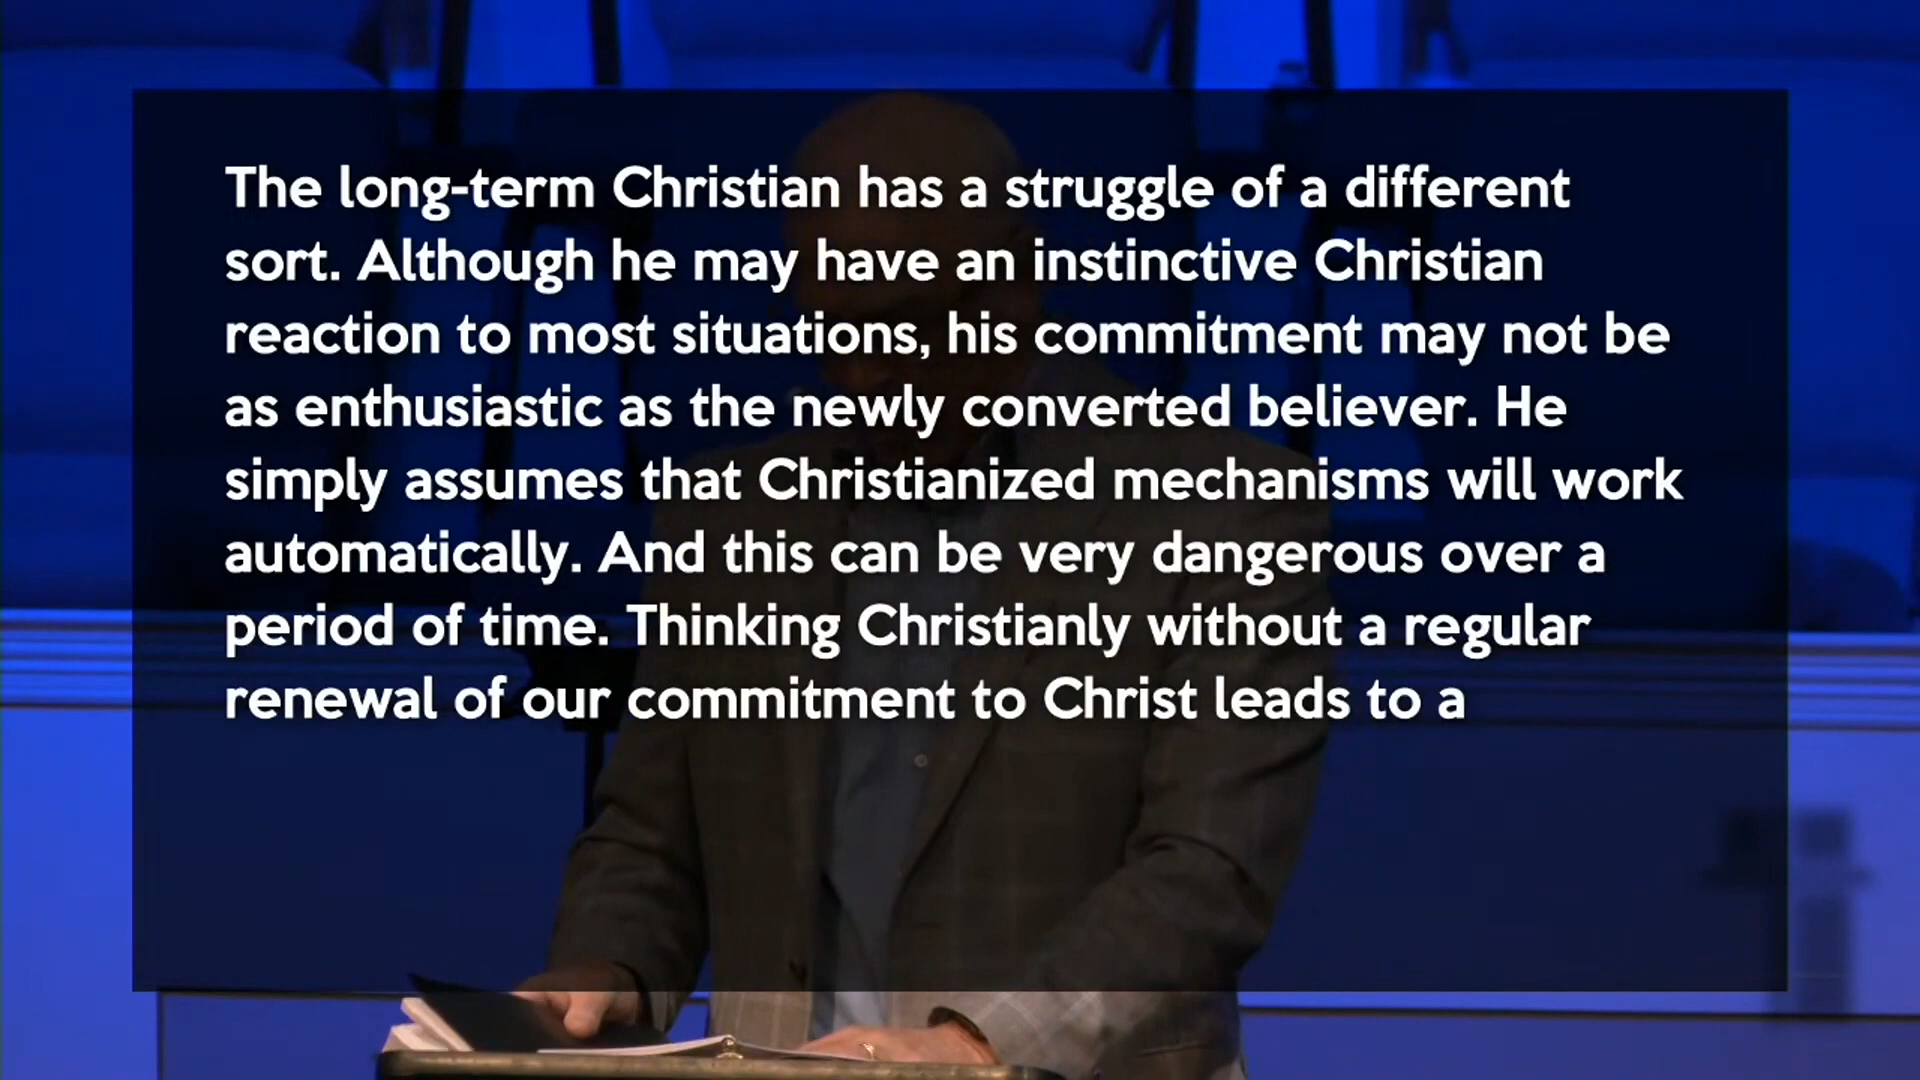 The long-term Christian has a struggle of a different
sort. Although he may have an instinctive Christian
reaction to most situations, his commitment may not be
as enthusiastic as the newly converted believer. He
simply assumes that Christianized mechanisms will work
automatically. And this can be very dangerous over a
period of time. Thinking Christianly without a regular
renewal of our commitment to Christ leads to a